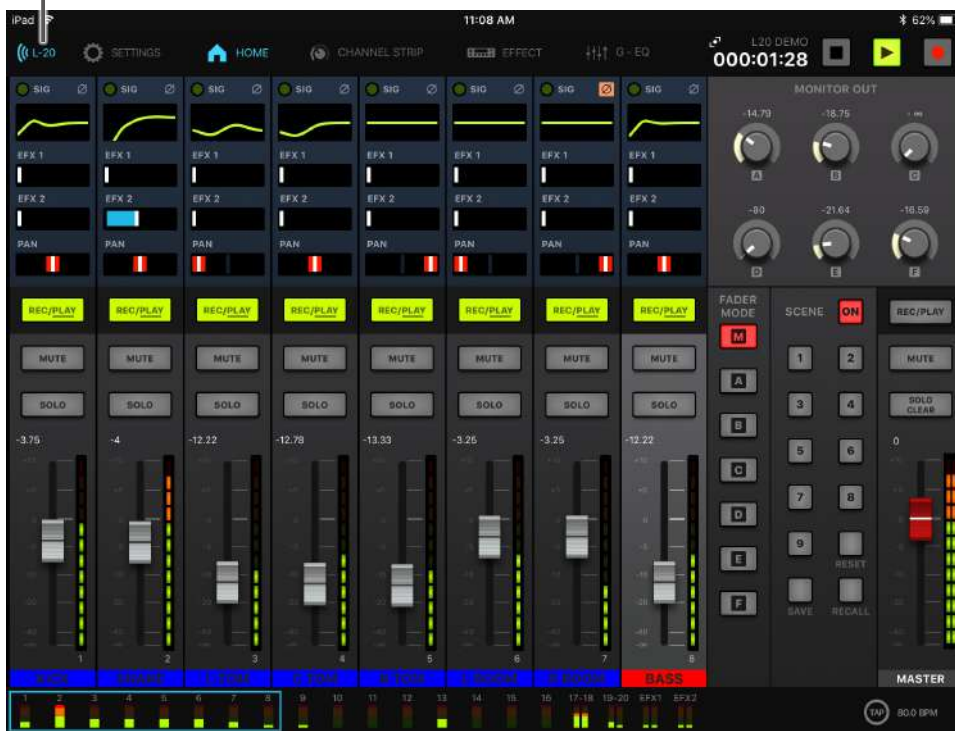 iPad 11:08 AM 62%
L-20 SETTINGS HOME CHANNEL STRIP EFFECT G - EQ L20 DEMO
000:01:28
SIG SIG SIG SIG SIG SIG SIG SIG MONITOR OUT
-14.79 -18.75 - ∞
EFX 1 EFX 1 EFX 1 EFX 1 EFX 1 EFX 1 EFX 1 EFX 1
A B C
EFX 2 EFX 2 EFX 2 EFX 2 EFX 2 EFX 2 EFX 2 EFX 2
-80 -21.64 -16.59
PAN PAN PAN PAN PAN PAN PAN PAN
D E F
REC/PLAY REC/PLAY REC/PLAY REC/PLAY REC/PLAY REC/PLAY REC/PLAY REC/PLAY FADER MODE SCENE ON REC/PLAY
M
MUTE MUTE MUTE MUTE MUTE MUTE MUTE MUTE 1 2 MUTE
A
SOLO SOLO SOLO SOLO SOLO SOLO SOLO SOLO 3 4 SOLO CLEAR
B
-3.75 -4 -12.22 -12.78 -13.33 -3.25 -3.25 -12.22 5 6 0
C
7 8
D
9
E RESET
F SAVE RECALL
1 2 3 4 5 6 7 8
BASS MASTER
1 2 3 4 5 6 7 8 9 10 11 12 13 14 15 16 17-18 19-20 EFX1 EFX2
TAP 80.0 BPM